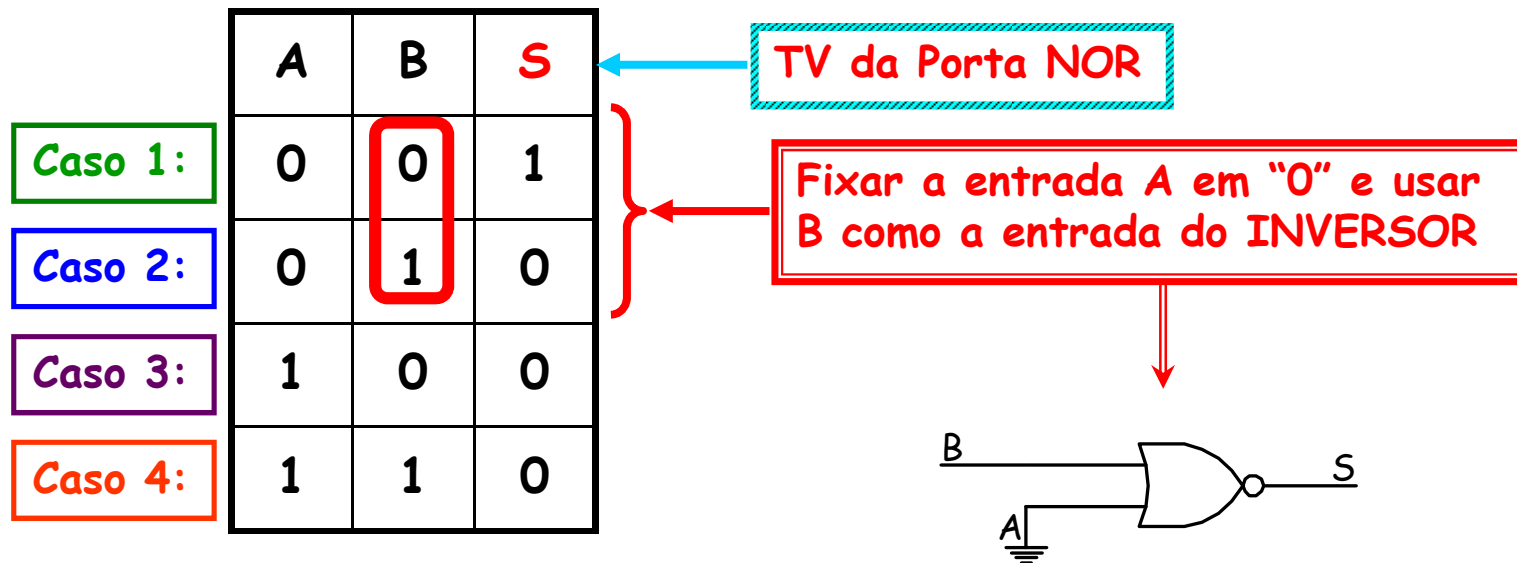 A B S
TV da Porta NOR
Caso 1: 0 0 1
Fixar a entrada A em “0” e usar
B como a entrada do INVERSOR
Caso 2: 0 1 0
Caso 3: 1 0 0
Caso 4: 1 1 0
B
S
A